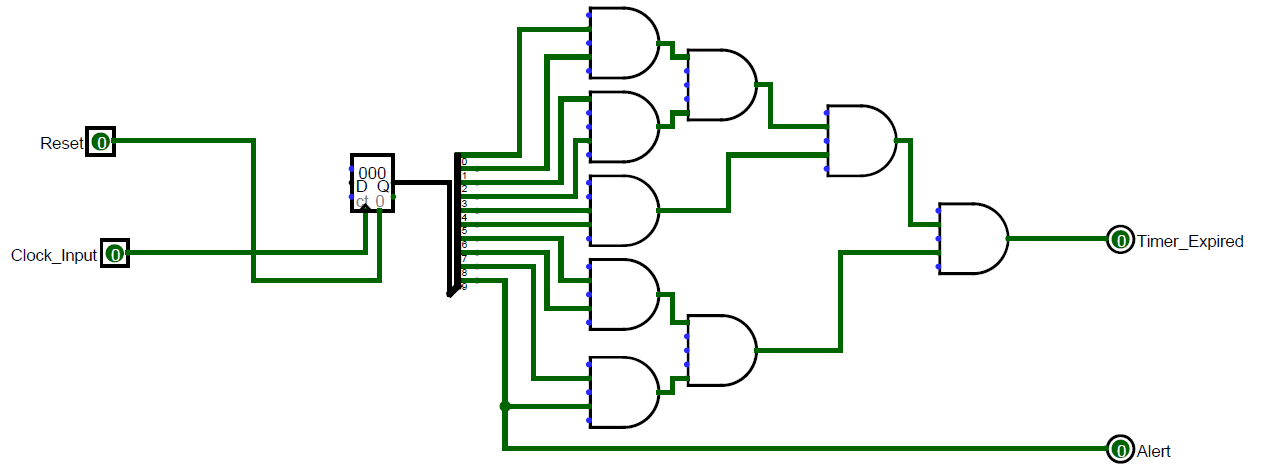 Reset 0
000
D Q
ct 0
Clock_Input 0
0
1
2
3
4
5
6
7
8
9
0 Timer_Expired
0 Alert